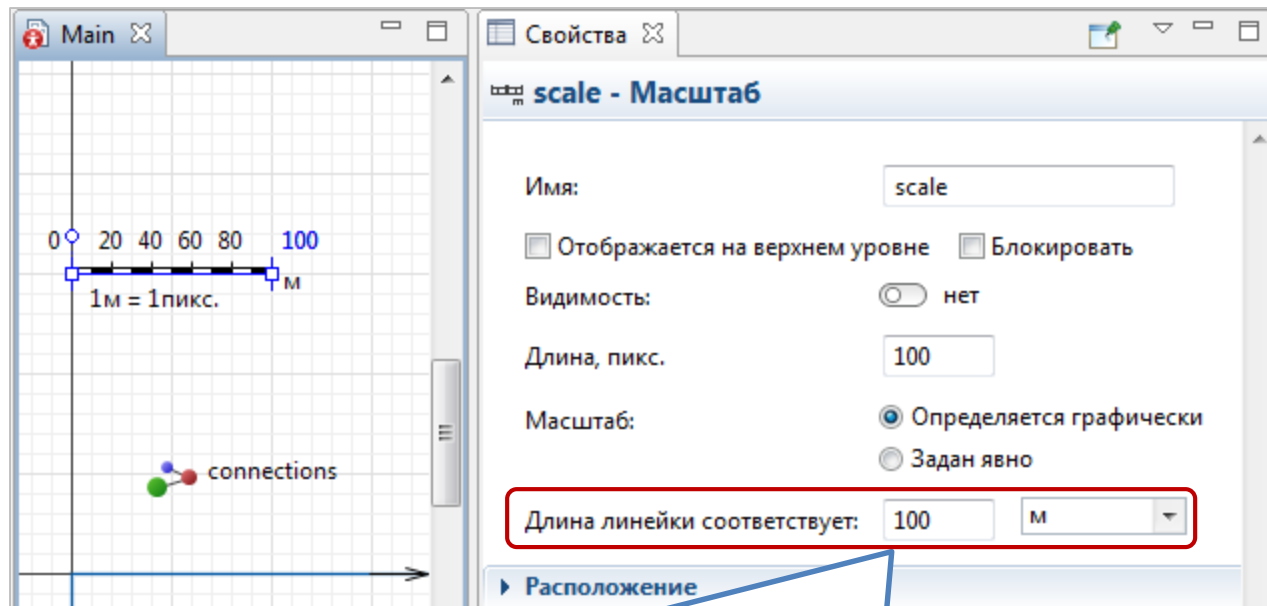 Main
0 20 40 60 80 100
м
1м = 1пикс.
connections
Свойства
m
scale - Масштаб
Имя: scale
Отображается на верхнем уровне Блокировать
Видимость: нет
Длина, пикс. 100
Масштаб: Определяется графически
Задан явно
Длина линейки соответствует: 100 м
Расположение